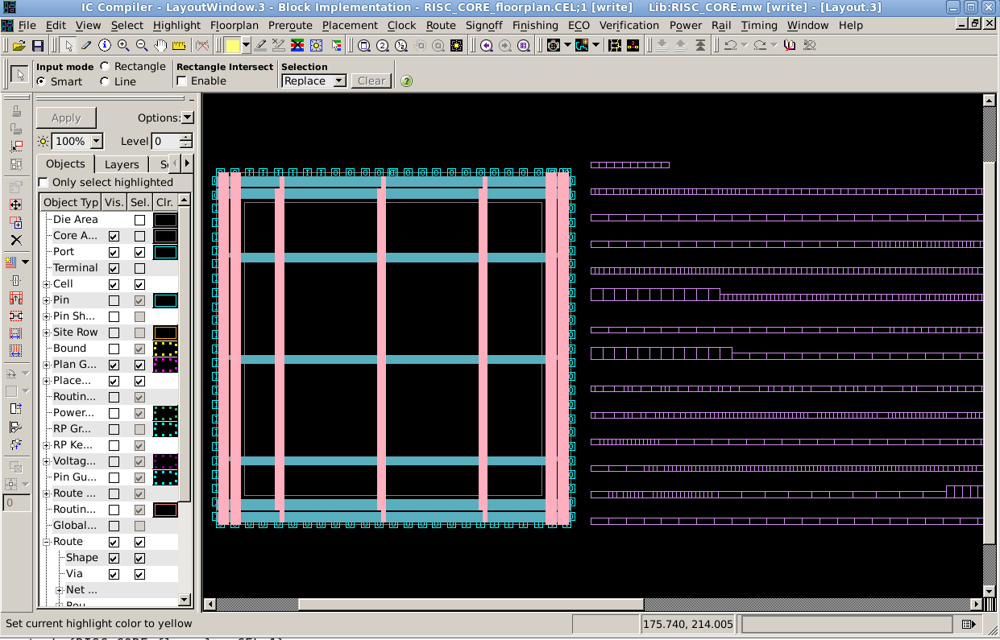 IC Compiler - LayoutWindow.3 - Block Implementation - RISC_CORE_floorplan.CEL;1 [write] Lib:RISC_CORE.mw [write] - [Layout.3]
File Edit View Select Highlight Floorplan Preroute Placement Clock Route Signoff Finishing ECO Verification Power Rail Timing Window Help
Input mode Rectangle Rectangle Intersect Selection
Smart Line Enable Replace Clear
Apply Options:
100% Level 0
Objects Layers
Only select highlighted
Object Typ Vis. Sel. Clr.
Die Area
Core A...
Port
Terminal
Cell
Pin
Pin Sh...
Site Row
Bound
Plan G...
Place...
Routin...
Power...
RP Gr...
RP Ke...
Voltag...
Pin Gu...
Route ...
Routin...
Global...
Route
Shape
Via
Net ...
0
Set current highlight color to yellow 175.740, 214.005